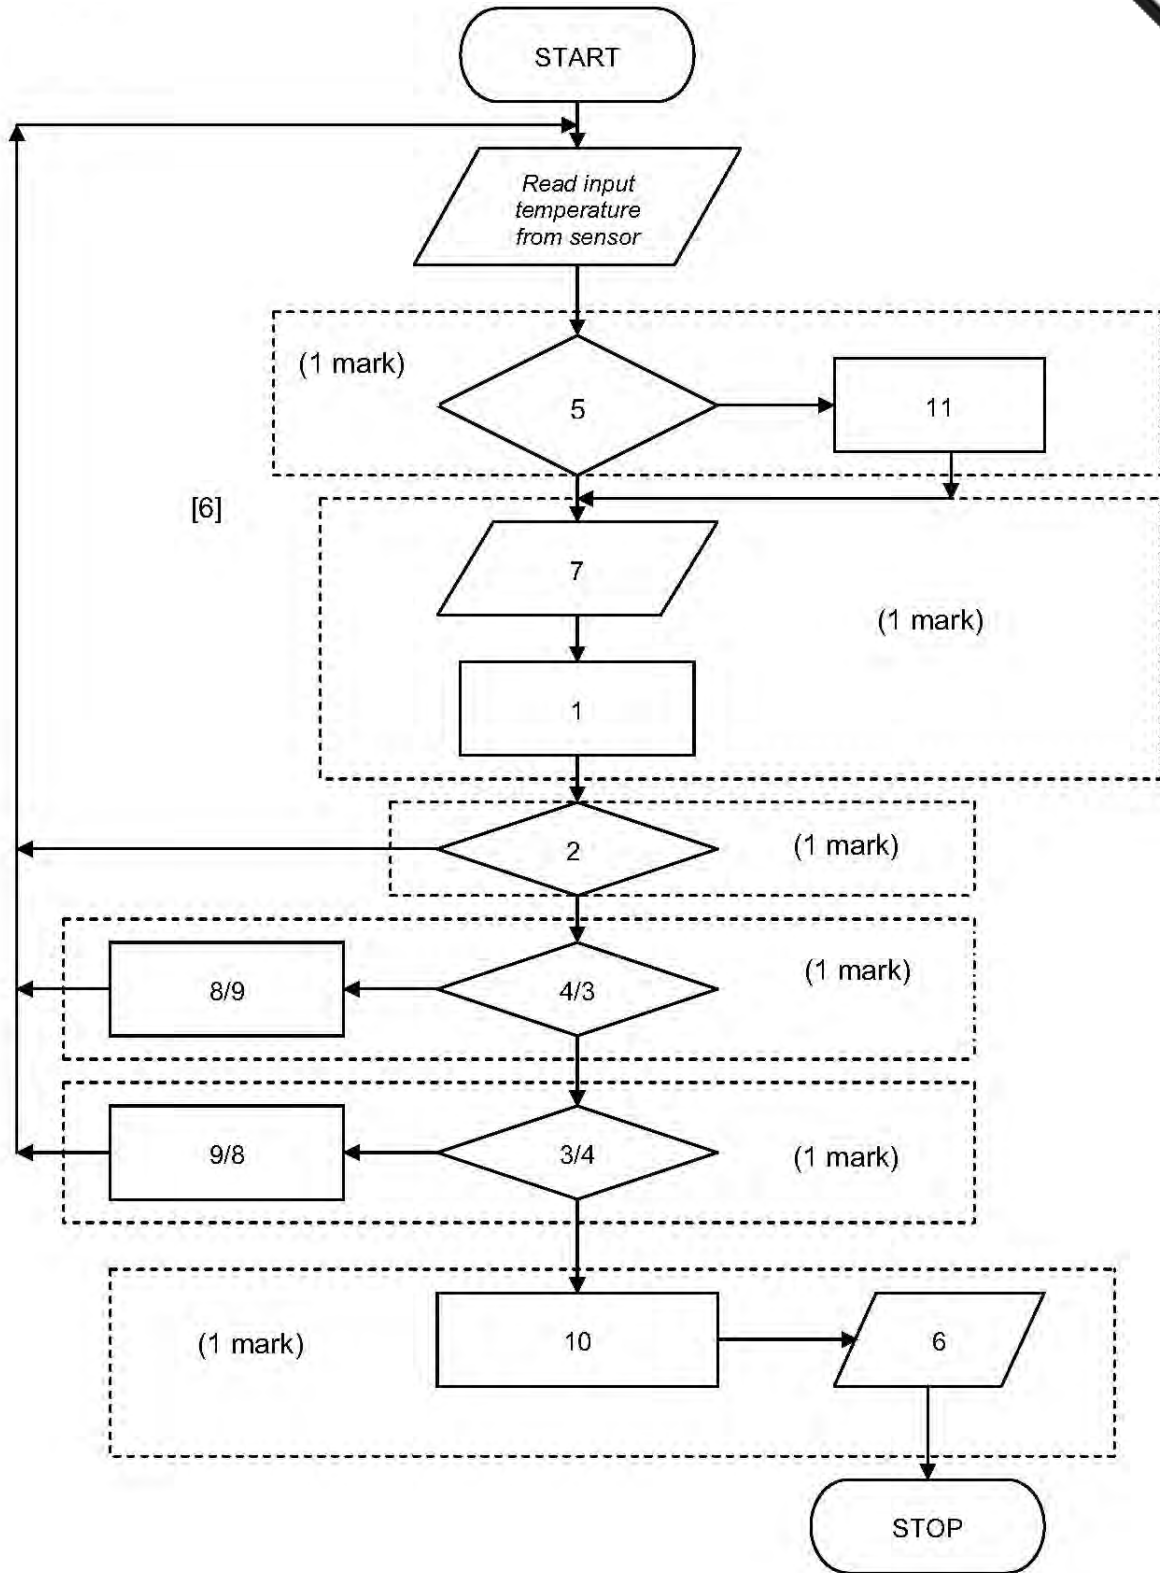 START
Read input
temperature
from sensor
(1 mark)
5
11
[6]
7
(1 mark)
1
2
(1 mark)
8/9
4/3
(1 mark)
9/8
3/4
(1 mark)
(1 mark)
10
6
STOP